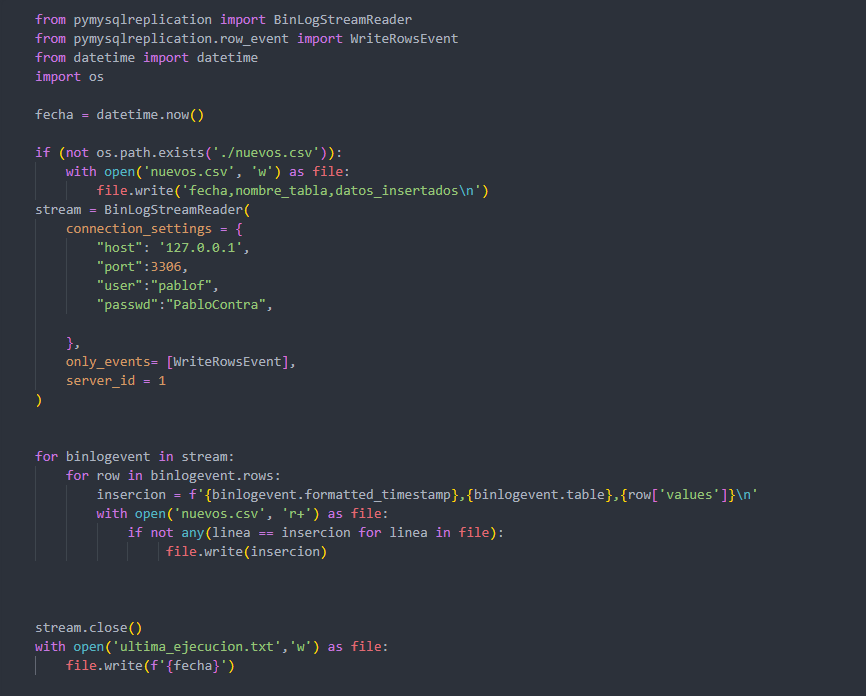 from pymysqlreplication import BinLogStreamReader
from pymysqlreplication.row_event import WriteRowsEvent
from datetime import datetime
import os
fecha = datetime.now()
if (not os.path.exists('./nuevos.csv')):
    with open('nuevos.csv', 'w') as file:
        file.write('fecha,nombre_tabla,datos_insertados\n')
stream = BinLogStreamReader(
    connection_settings = {
        "host": '127.0.0.1',
        "port":3306,
        "user":"pablof",
        "passwd":"PabloContra",
    },
    only_events= [WriteRowsEvent],
    server_id = 1
)
for binlogevent in stream:
    for row in binlogevent.rows:
        insercion = f'{binlogevent.formatted_timestamp},{binlogevent.table},{row['values']}\n'
        with open('nuevos.csv', 'r+') as file:
            if not any(linea == insercion for linea in file):
                file.write(insercion)
stream.close()
with open('ultima_ejecucion.txt','w') as file:
    file.write(f'{fecha}')